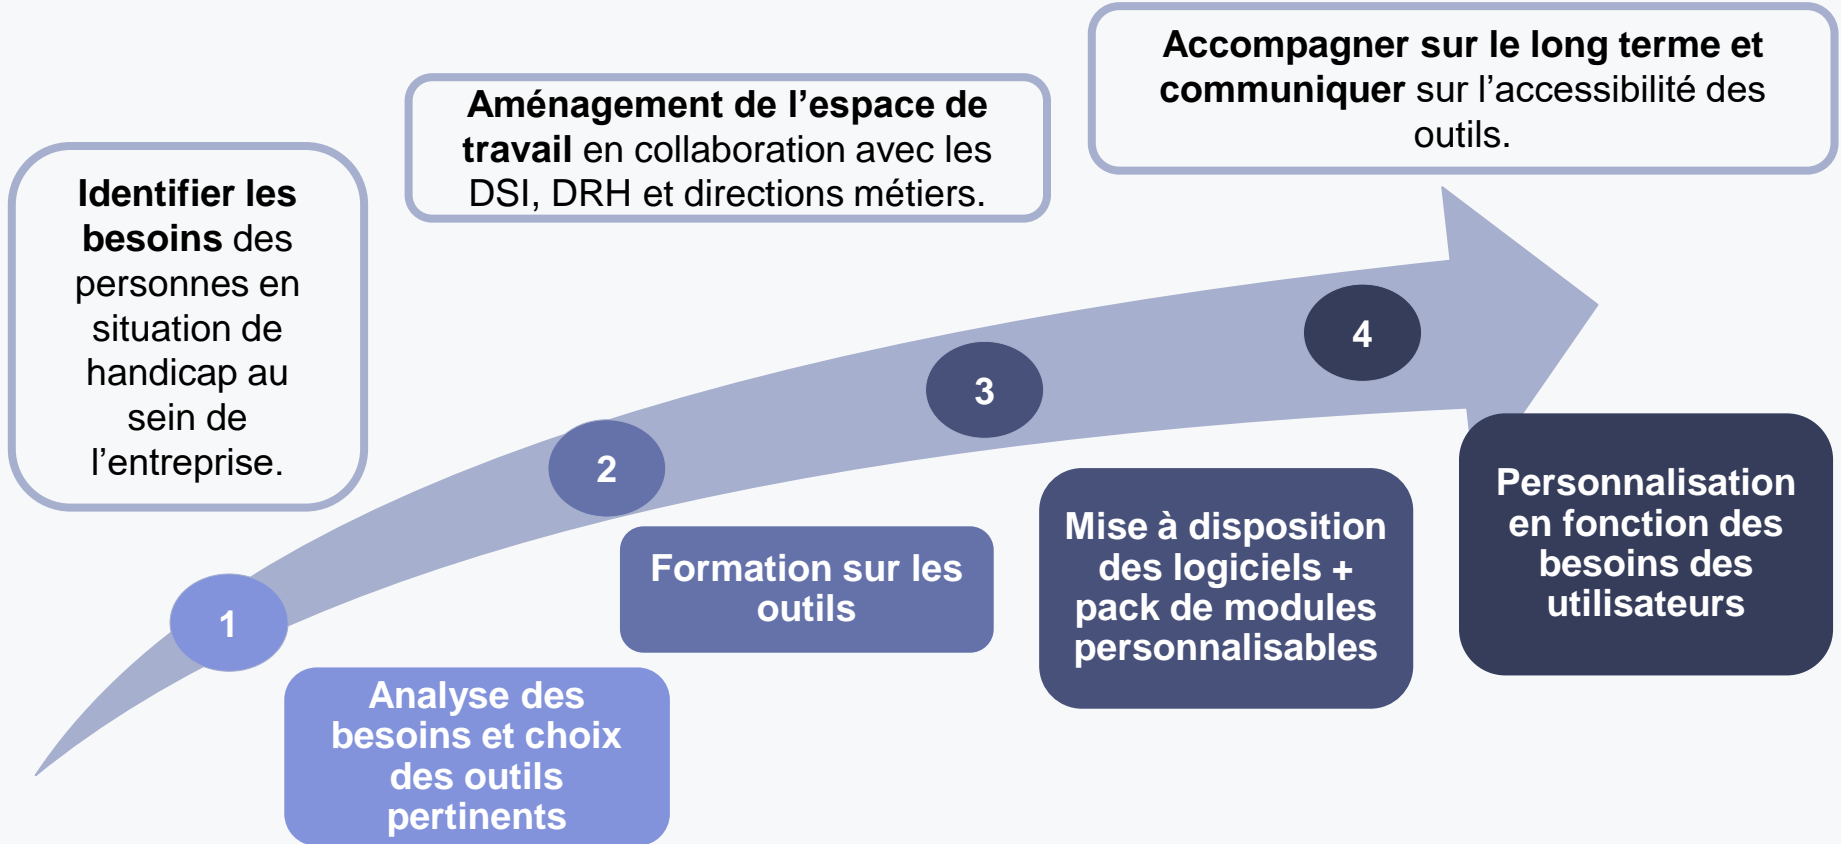 Identifier les
besoins des
personnes en
situation de
handicap au
sein de
l’entreprise.
Aménagement de l’espace de
travail en collaboration avec les
DSI, DRH et directions métiers.
Accompagner sur le long terme et
communiquer sur l’accessibilité des
outils.
1
Analyse des
besoins et choix
des outils
pertinents
2
Formation sur les
outils
3
Mise à disposition
des logiciels +
pack de modules
personnalisables
4
Personnalisation
en fonction des
besoins des
utilisateurs